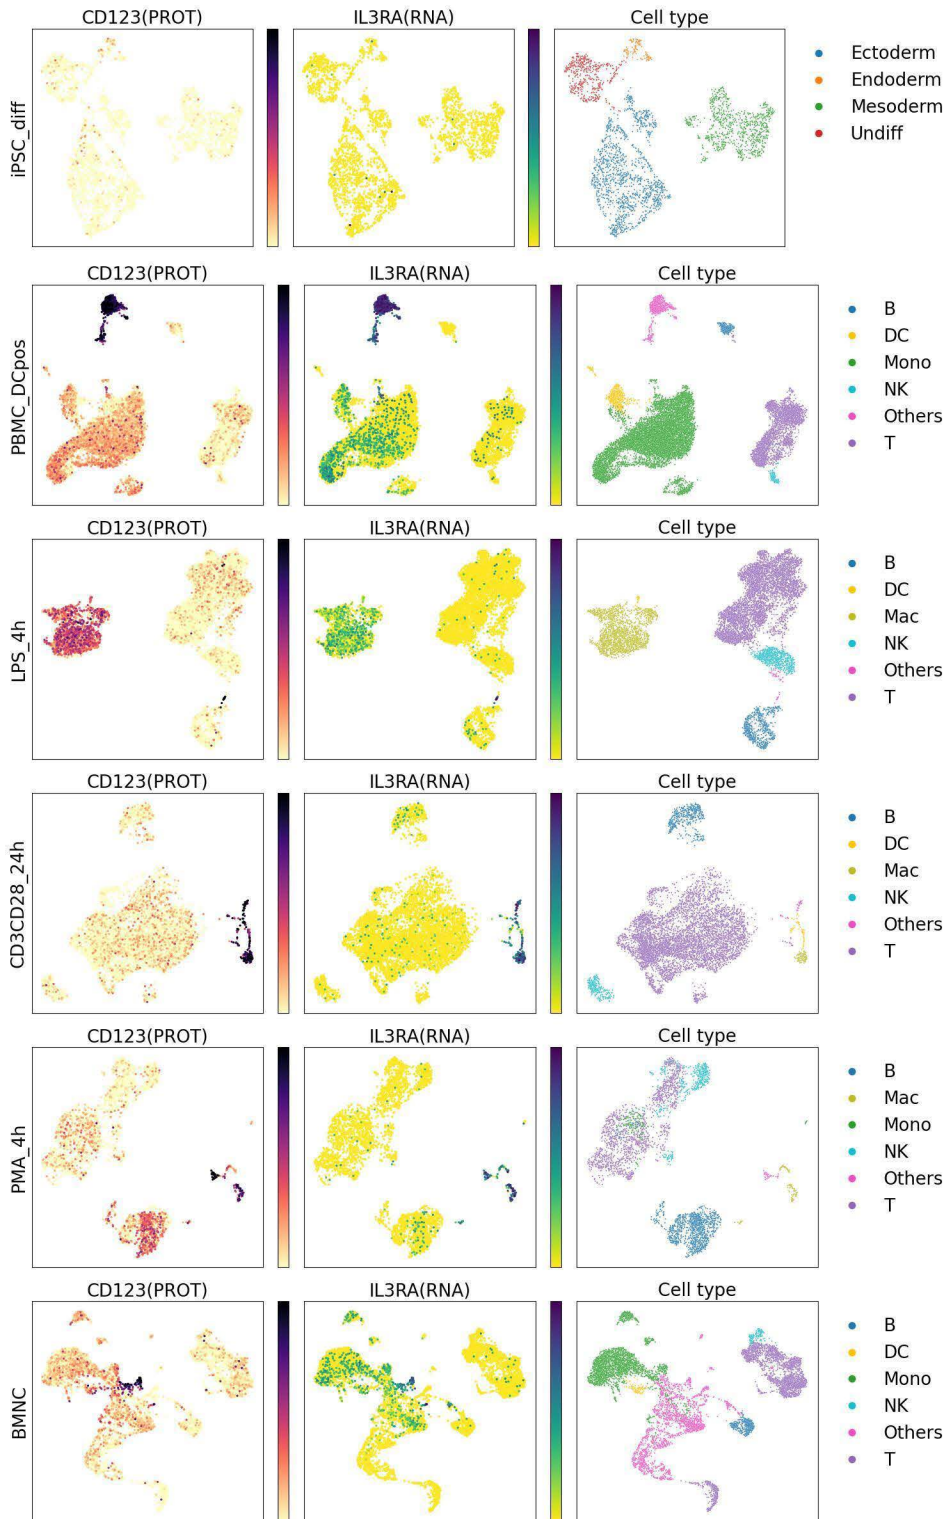 CD123(PROT) IL3RA(RNA) Cell type
iPSC_diff
Ectoderm
Endoderm
Mesoderm
Undiff
CD123(PROT) IL3RA(RNA) Cell type
PBMC_DCpos
B
DC
Mono
NK
Others
T
CD123(PROT) IL3RA(RNA) Cell type
LPS_4h
B
DC
Mac
NK
Others
T
CD123(PROT) IL3RA(RNA) Cell type
CD3CD28_24h
B
DC
Mac
NK
Others
T
CD123(PROT) IL3RA(RNA) Cell type
PMA_4h
B
Mac
Mono
NK
Others
T
CD123(PROT) IL3RA(RNA) Cell type
BMNC
B
DC
Mono
NK
Others
T